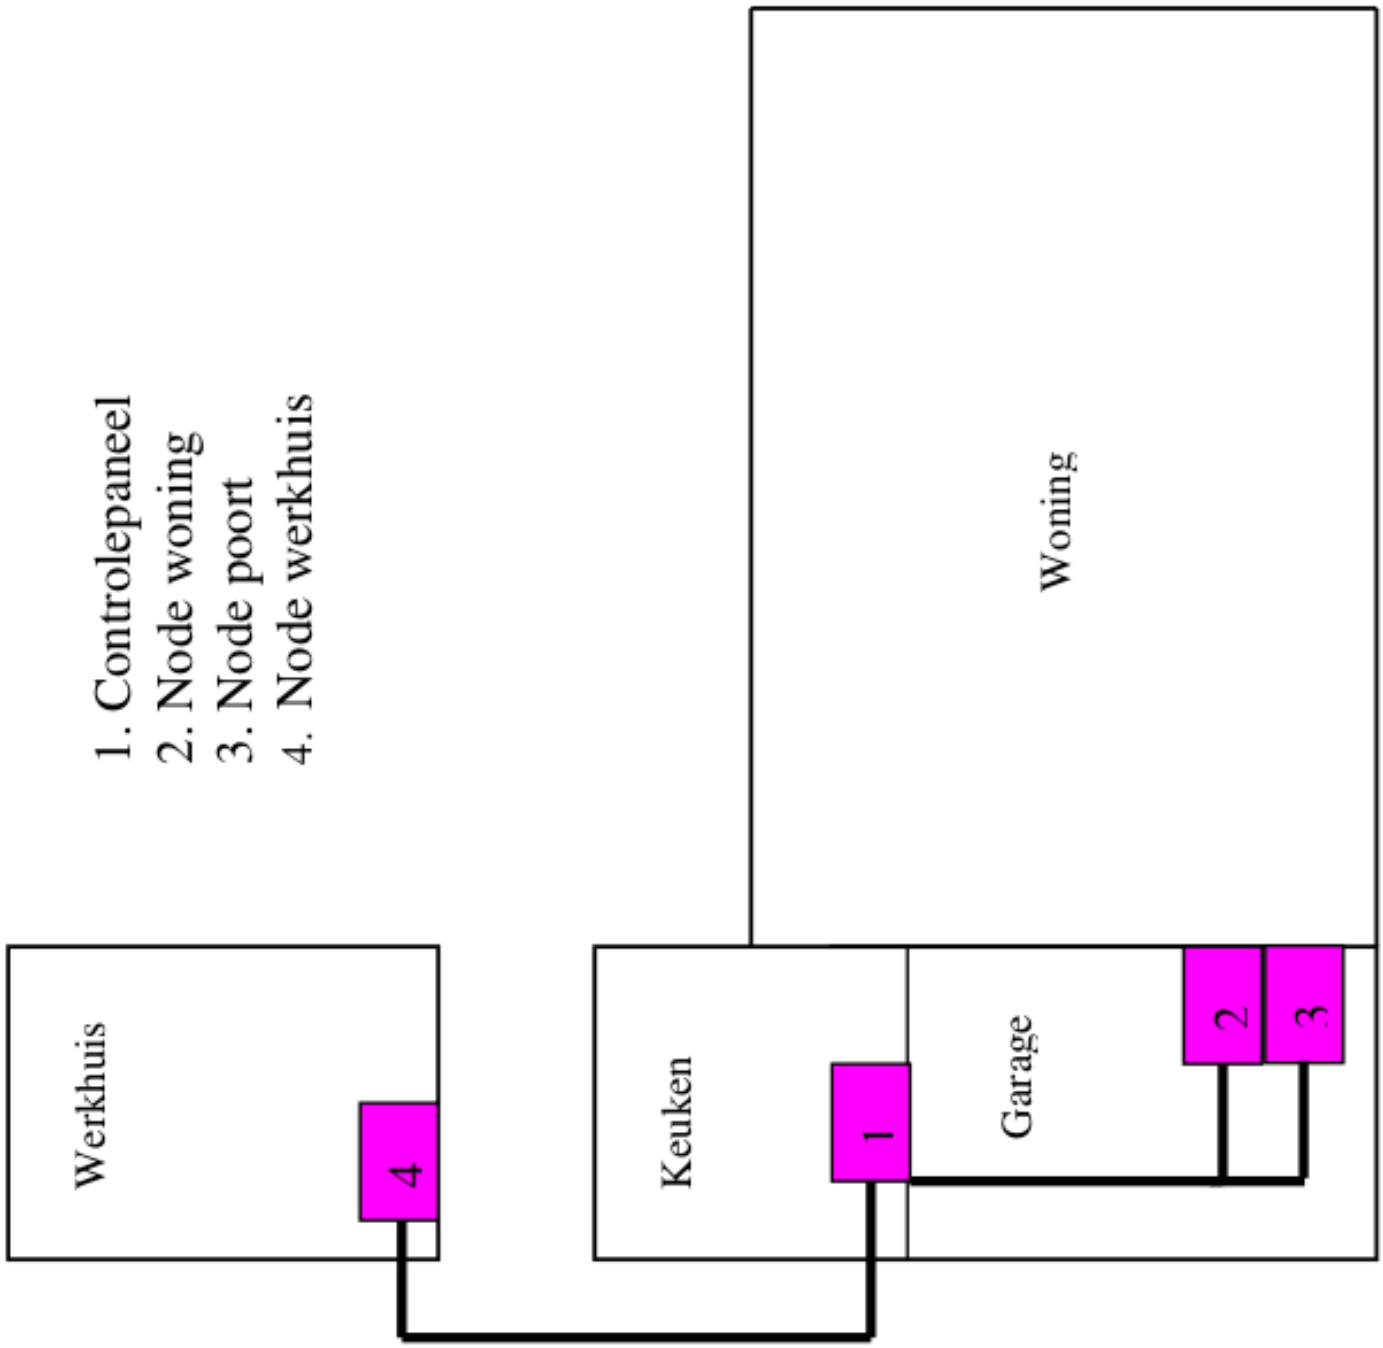 1. Controlepaneel
2. Node woning
3. Node poort
4. Node werkhuis
Werkhuis
4
Keuken
1
Garage
2
3
Woning